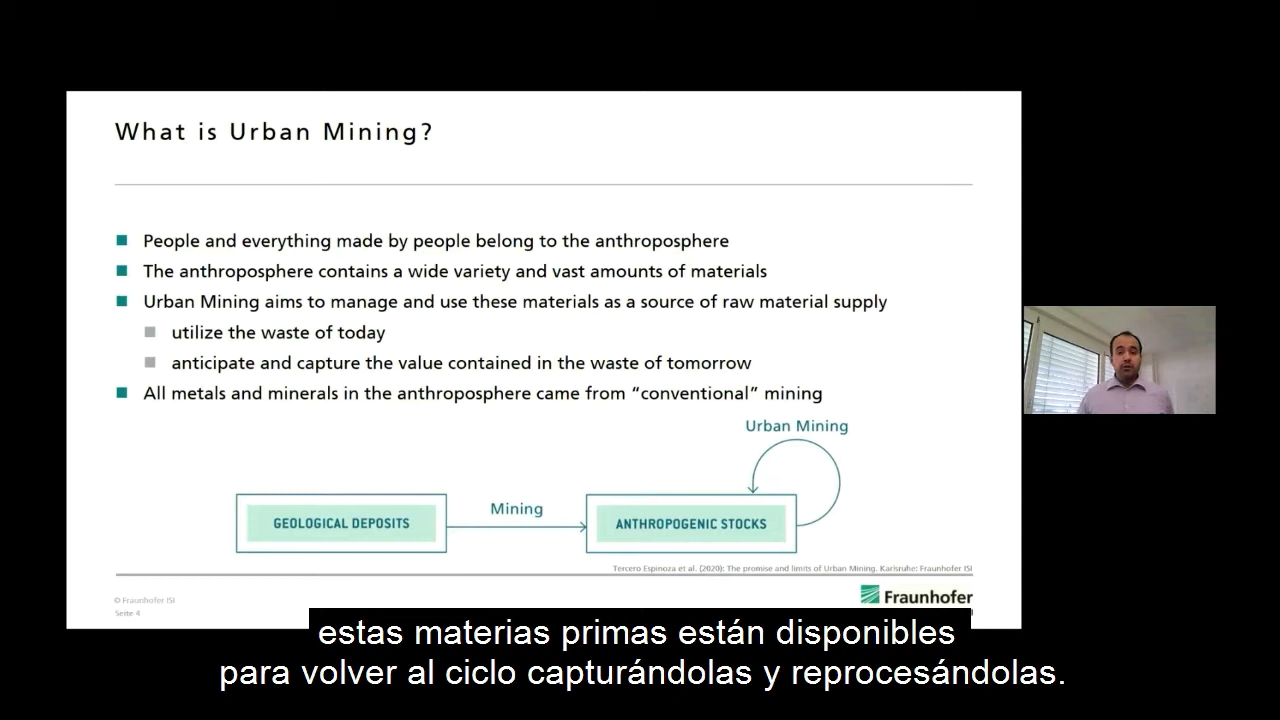 What is Urban Mining?
People and everything made by people belong to the anthroposphere
The anthroposphere contains a wide variety and vast amounts of materials
Urban Mining aims to manage and use these materials as a source of raw material supply
utilize the waste of today
anticipate and capture the value contained in the waste of tomorrow
All metals and minerals in the anthroposphere came from “conventional” mining
Urban Mining
Mining
GEOLOGICAL DEPOSITS
ANTHROPOGENIC STOCKS
Tercero Espinoza et al. (2020): The promise and limits of Urban Mining. Karlsruhe: Fraunhofer ISI
© Fraunhofer ISI
Seite 4
Fraunhofer
estas materias primas están disponibles
para volver al ciclo capturándolas y reprocesándolas.